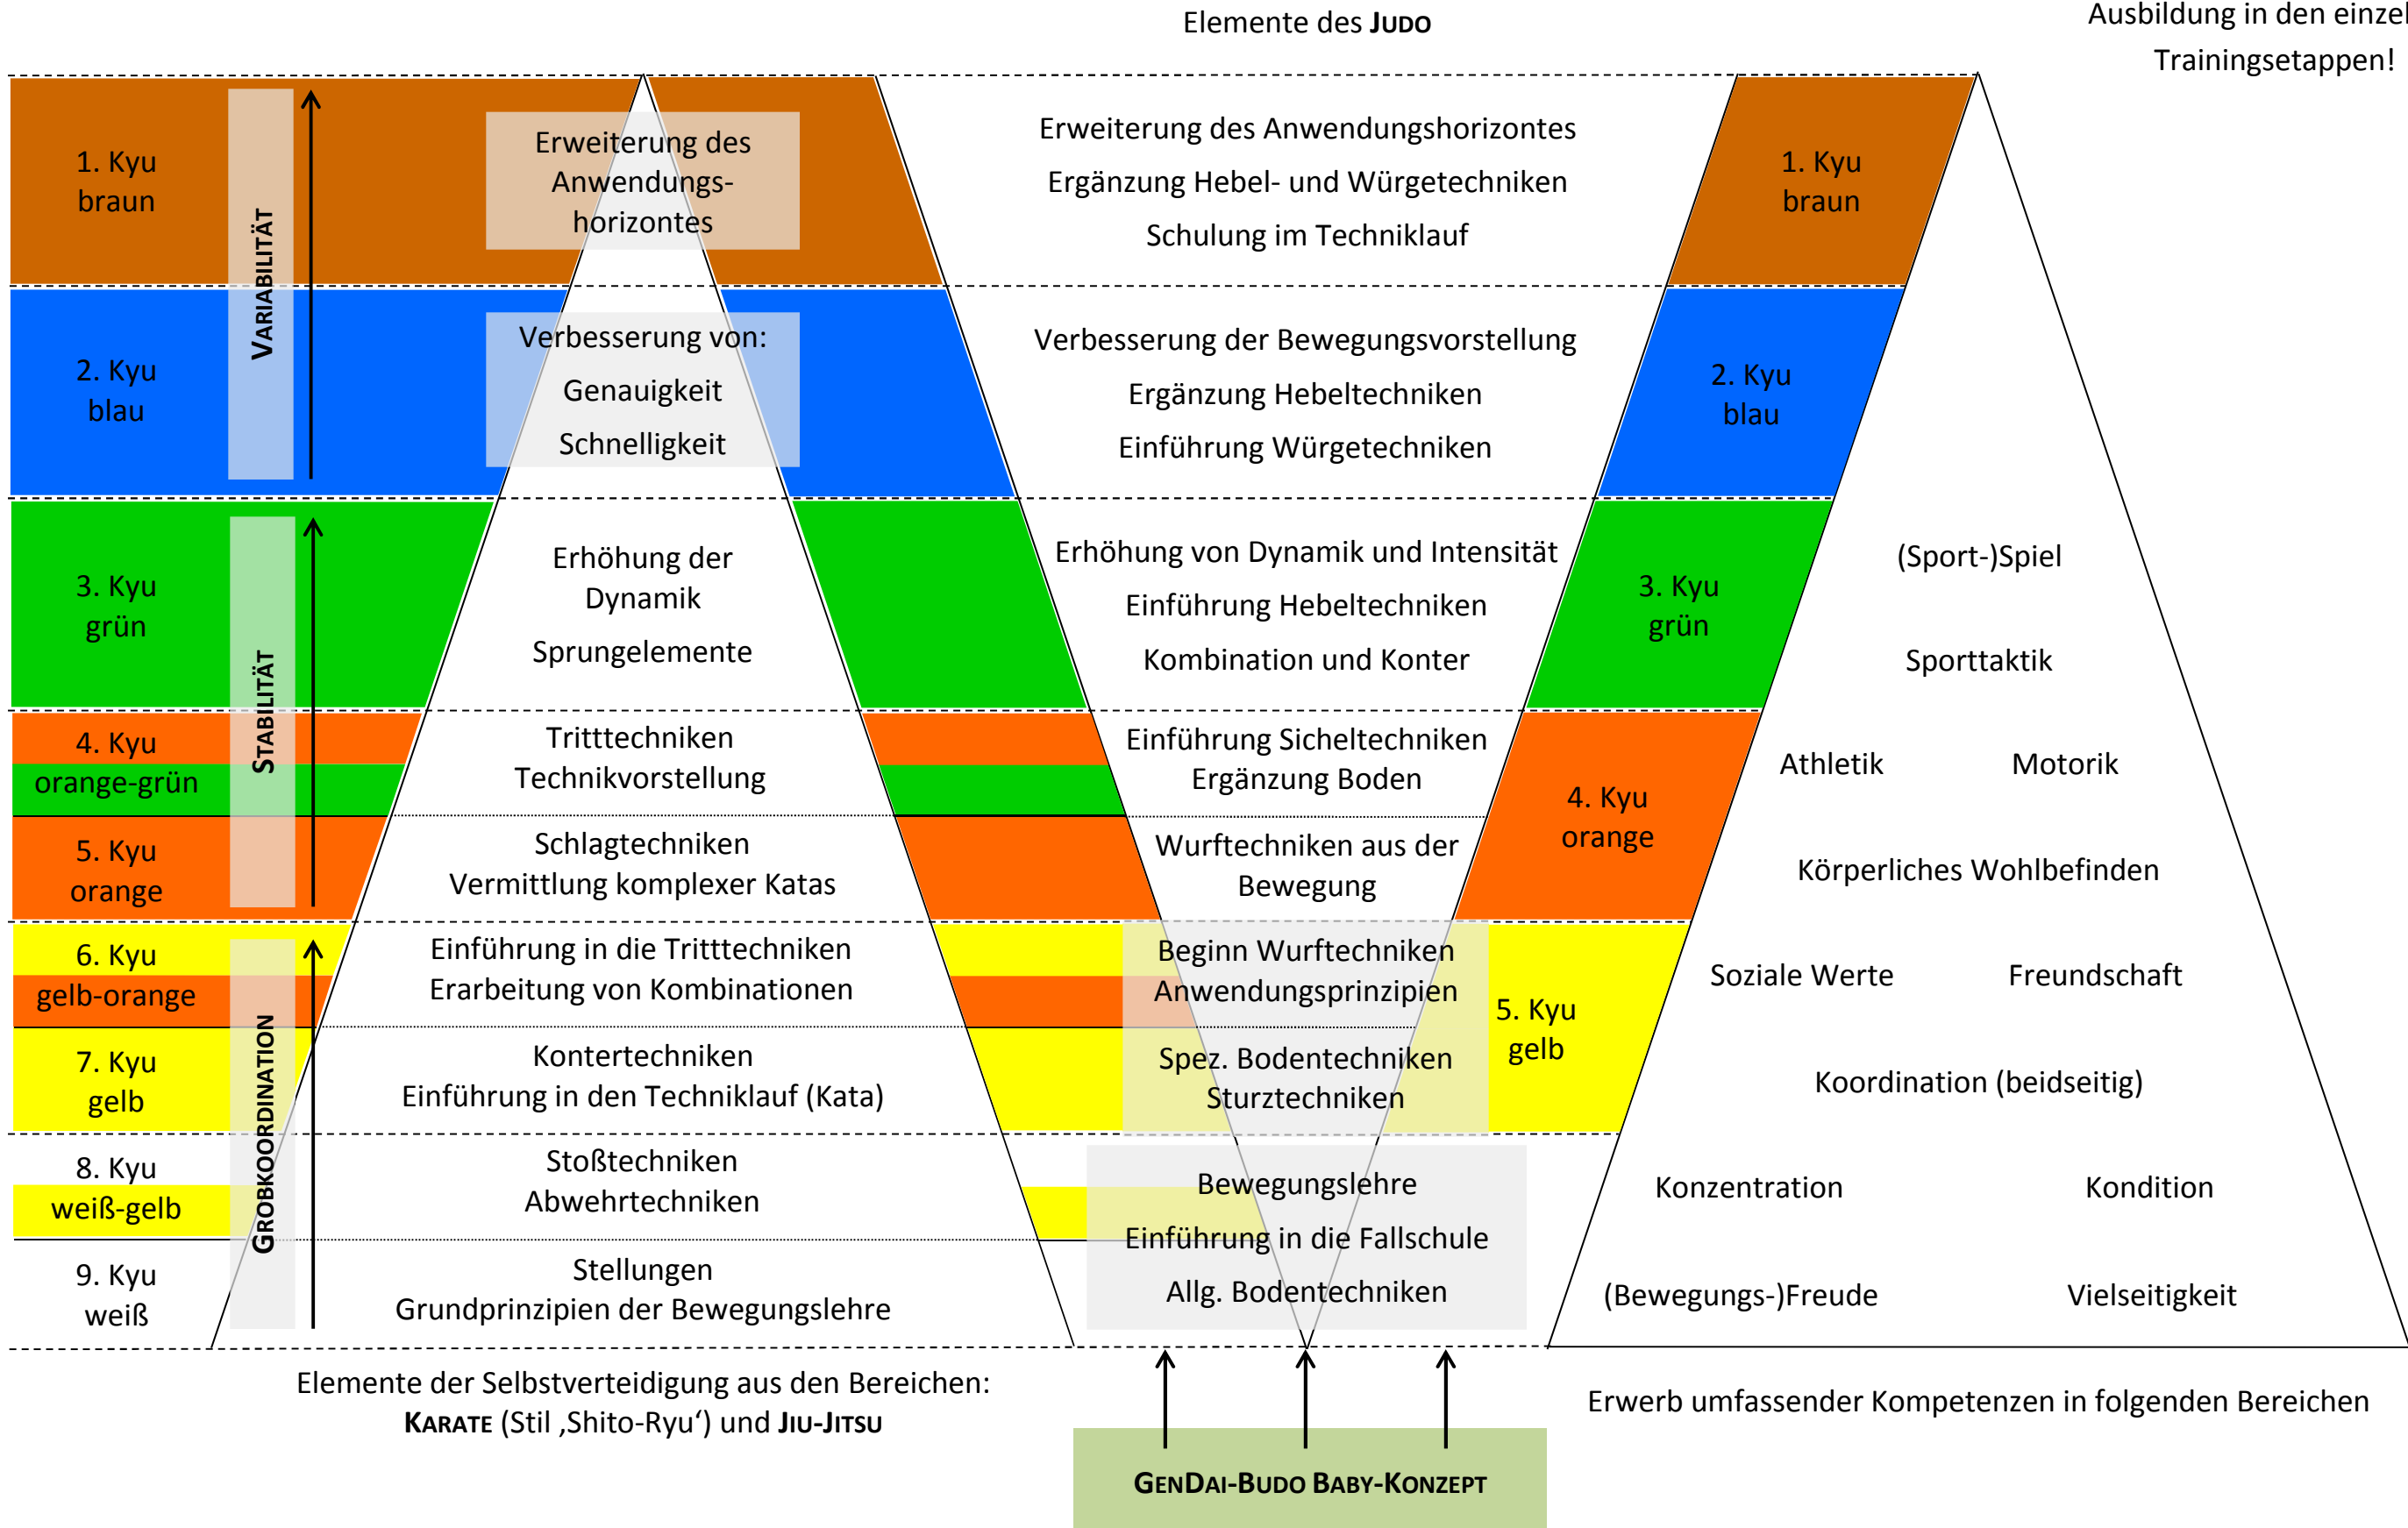 Elemente des JUDO
Ausbildung in den einzel
Trainingsetappen!
1. Kyu
braun
VARIABILITÄT
Erweiterung des
Anwendungs-
horizontes
Erweiterung des Anwendungshorizontes
Ergänzung Hebel- und Würgetechniken
Schulung im Techniklauf
1. Kyu
braun
2. Kyu
blau
Verbesserung von:
Genauigkeit
Schnelligkeit
Verbesserung der Bewegungsvorstellung
Ergänzung Hebeltechniken
Einführung Würgetechniken
2. Kyu
blau
3. Kyu
grün
STABILITÄT
Erhöhung der
Dynamik
Sprungelemente
Erhöhung von Dynamik und Intensität
Einführung Hebeltechniken
Kombination und Konter
3. Kyu
grün
(Sport-)Spiel
Sporttaktik
4. Kyu
orange-grün
Tritttechniken
Technikvorstellung
Einführung Sicheltechniken
Ergänzung Boden
4. Kyu
orange
Athletik
Motorik
5. Kyu
orange
Schlagtechniken
Vermittlung komplexer Katas
Wurftechniken aus der
Bewegung
Körperliches Wohlbefinden
6. Kyu
gelb-orange
GROBKOORDINATION
Einführung in die Tritttechniken
Erarbeitung von Kombinationen
Beginn Wurftechniken
Anwendungsprinzipien
5. Kyu
gelb
Soziale Werte
Freundschaft
7. Kyu
gelb
Kontertechniken
Einführung in den Techniklauf (Kata)
Spez. Bodentechniken
Sturztechniken
Koordination (beidseitig)
8. Kyu
weiß-gelb
Stoßtechniken
Abwehrtechniken
Bewegungslehre
Einführung in die Fallschule
Allg. Bodentechniken
Konzentration
Kondition
9. Kyu
weiß
Stellungen
Grundprinzipien der Bewegungslehre
(Bewegungs-)Freude
Vielseitigkeit
Elemente der Selbstverteidigung aus den Bereichen:
KARATE (Stil ‚Shito-Ryu‘) und JIU-JITSU
GENDAI-BUDO BABY-KONZEPT
Erwerb umfassender Kompetenzen in folgenden Bereichen